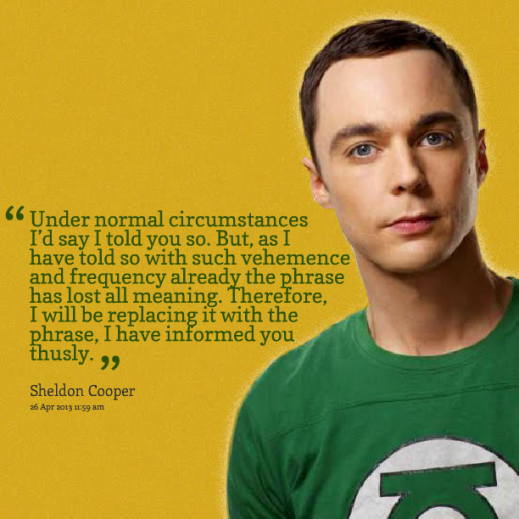 “ Under normal circumstances
I’d say I told you so. But, as I
have told so with such vehemence
and frequency already the phrase
has lost all meaning. Therefore,
I will be replacing it with the
phrase, I have informed you
thusly. ”
Sheldon Cooper
26 Apr 2013 11:59 am